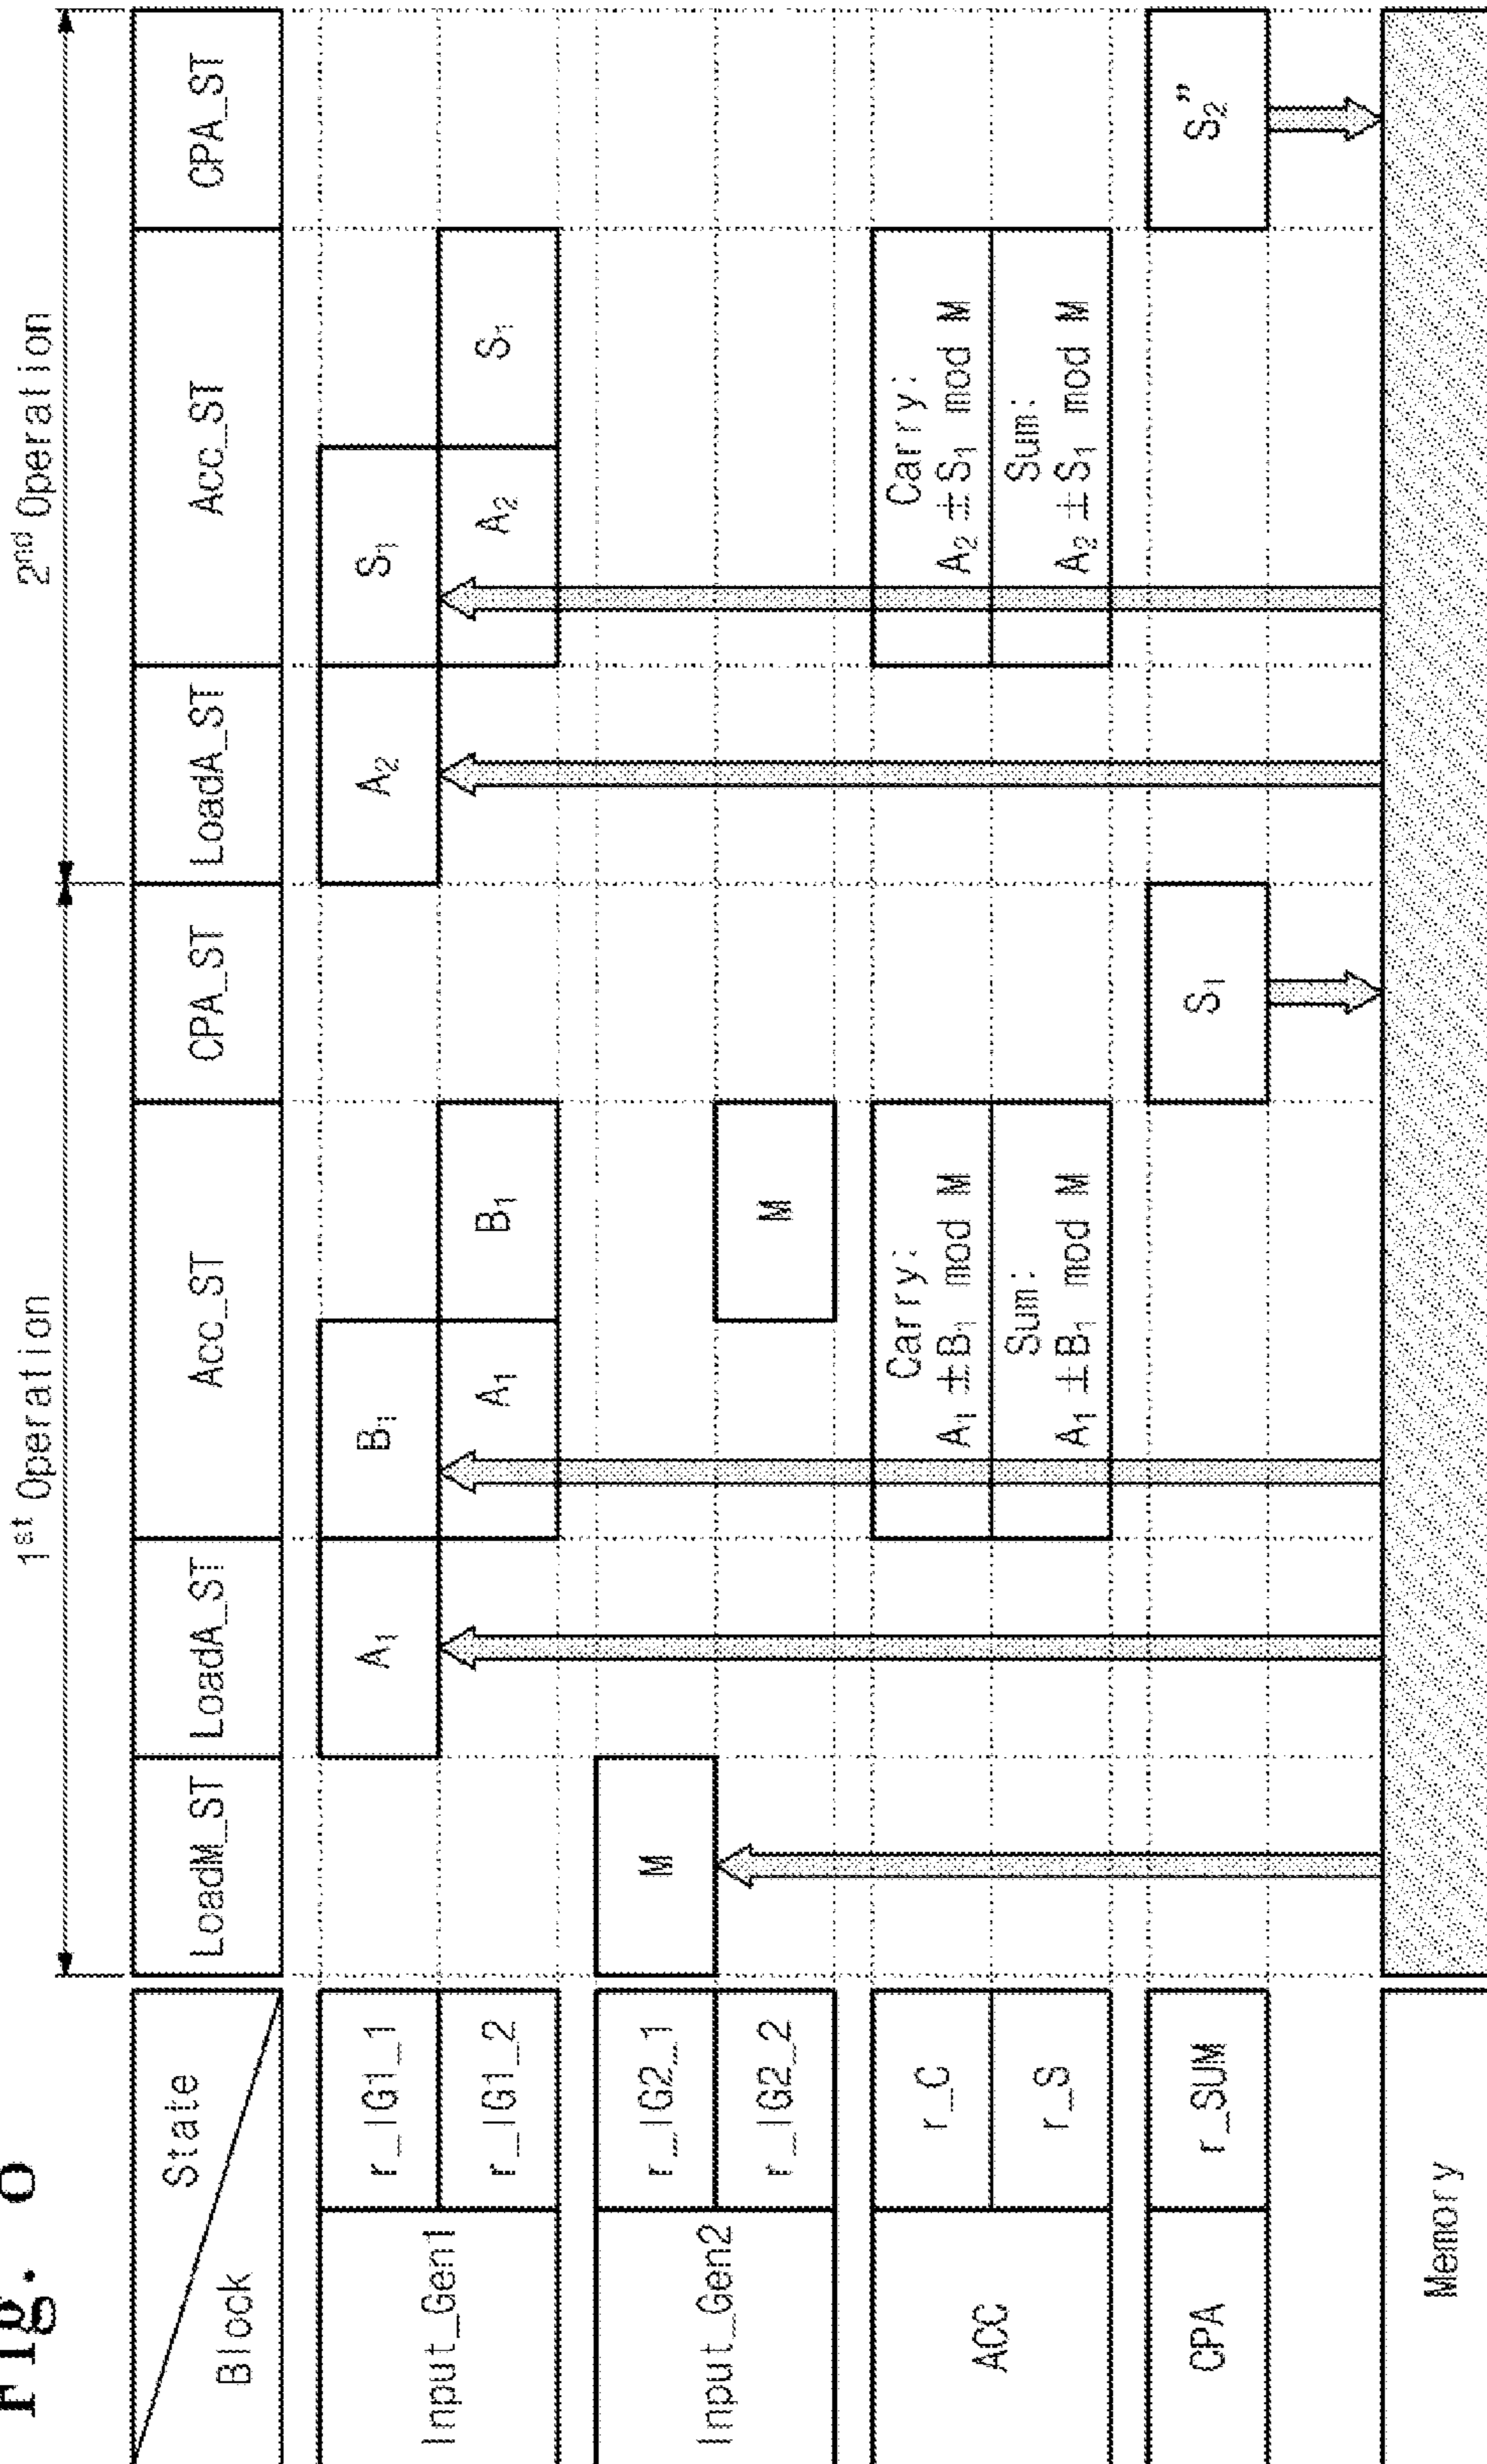 Fig.
1st Operation
2nd Operation
State
Block
LoadM_ST
LoadA_ST
Acc_ST
CPA_ST
LoadA_ST
Acc_ST
CPA_ST
Input_Gen1
r_IG1_1
A₁
B₁
A₂
S₁
r_IG1_2
A₁
B₁
A₂
S₁
Input_Gen2
r_IG2_1
M
r_IG2_2
M
ACC
r_C
Carry:
A₁ ± B₁ mod M
Carry:
A₂ ± S₁ mod M
r_S
Sum:
A₁ ± B₁ mod M
Sum:
A₂ ± S₁ mod M
CPA
r_SUM
S₁
S₂”
Memory